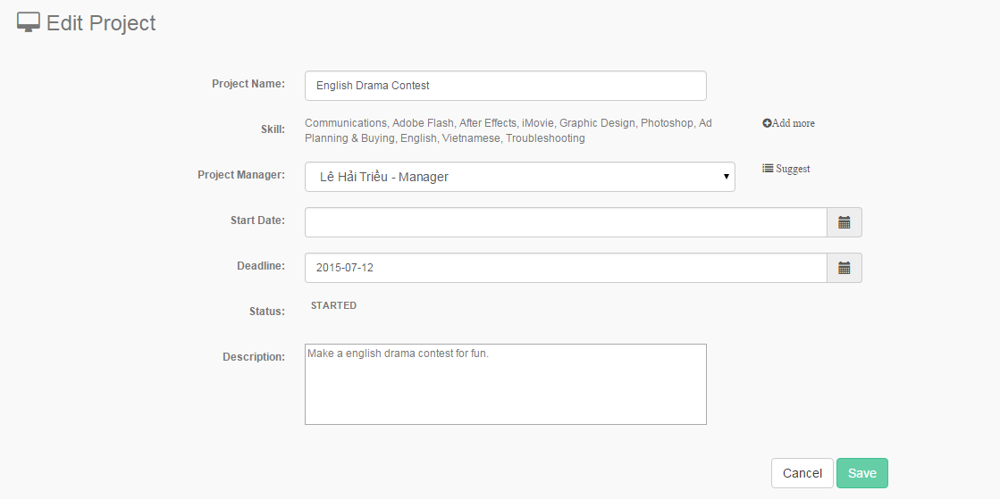 Edit Project
Project Name: English Drama Contest
Skill: Communications, Adobe Flash, After Effects, iMovie, Graphic Design, Photoshop, Ad Add more
Planning & Buying, English, Vietnamese, Troubleshooting
Project Manager: Lê Hải Triều - Manager Suggest
Start Date:
Deadline: 2015-07-12
Status: STARTED
Description: Make a english drama contest for fun.
Cancel Save